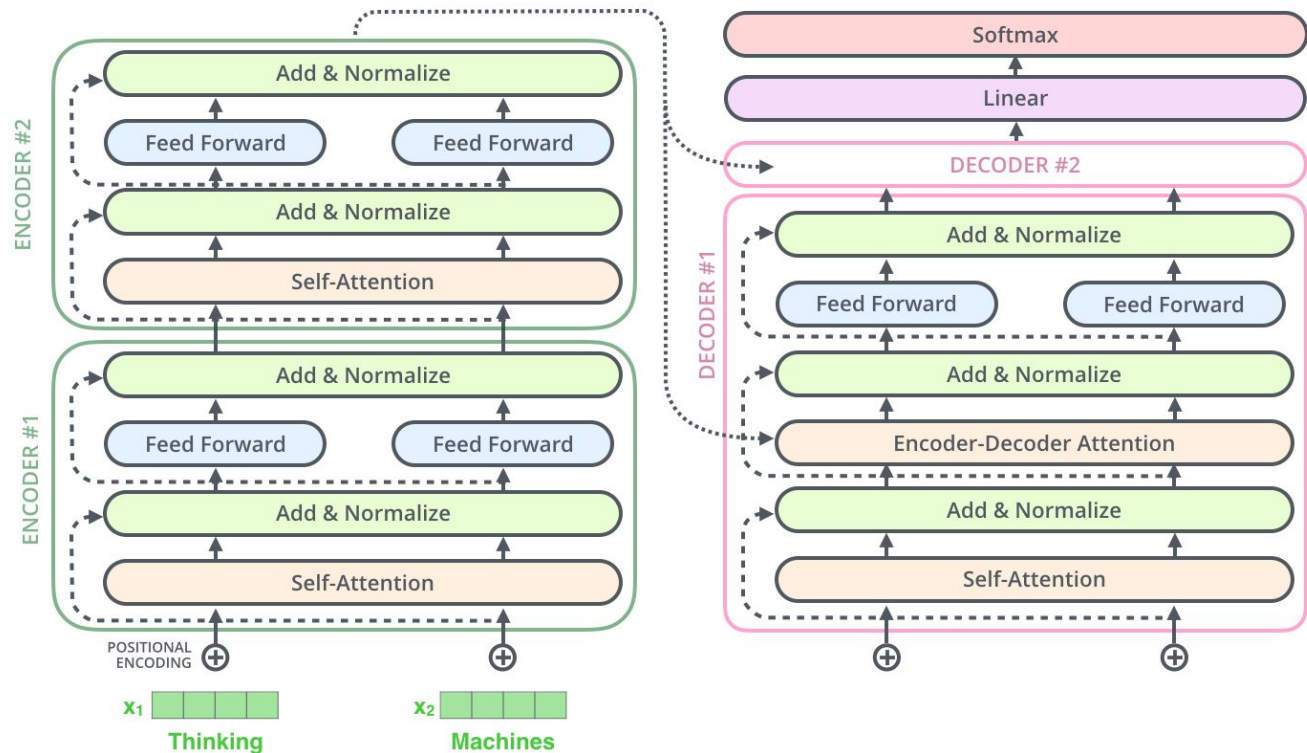 ENCODER #2
Add & Normalize
Feed Forward
Feed Forward
Add & Normalize
Self-Attention
ENCODER #1
Add & Normalize
Feed Forward
Feed Forward
Add & Normalize
Self-Attention
POSITIONAL
ENCODING
x₁
x₂
Thinking
Machines
Softmax
Linear
DECODER #2
DECODER #1
Add & Normalize
Feed Forward
Feed Forward
Add & Normalize
Encoder-Decoder Attention
Add & Normalize
Self-Attention